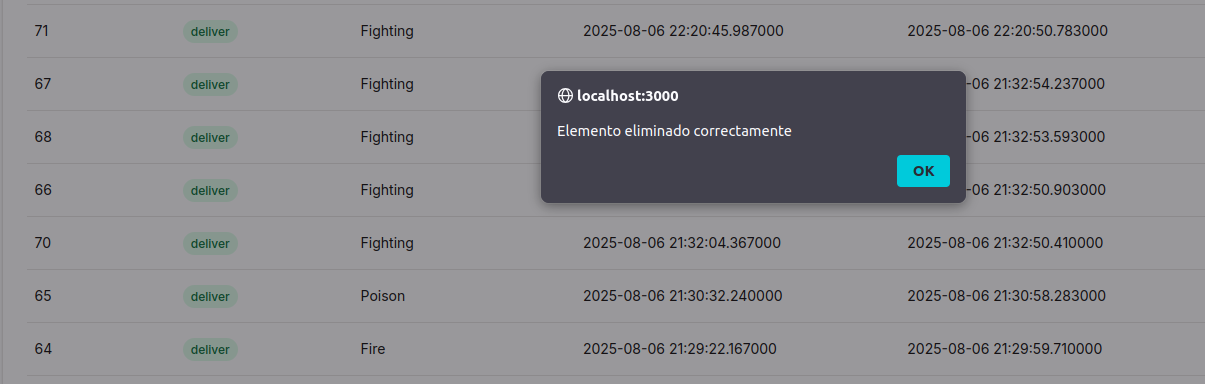 71 deliver Fighting 2025-08-06 22:20:45.987000 2025-08-06 22:20:50.783000
67 deliver Fighting -06 21:32:54.237000
localhost:3000
Elemento eliminado correctamente
68 deliver Fighting -06 21:32:53.593000
OK
66 deliver Fighting -06 21:32:50.903000
70 deliver Fighting 2025-08-06 21:32:04.367000 2025-08-06 21:32:50.410000
65 deliver Poison 2025-08-06 21:30:32.240000 2025-08-06 21:30:58.283000
64 deliver Fire 2025-08-06 21:29:22.167000 2025-08-06 21:29:59.710000